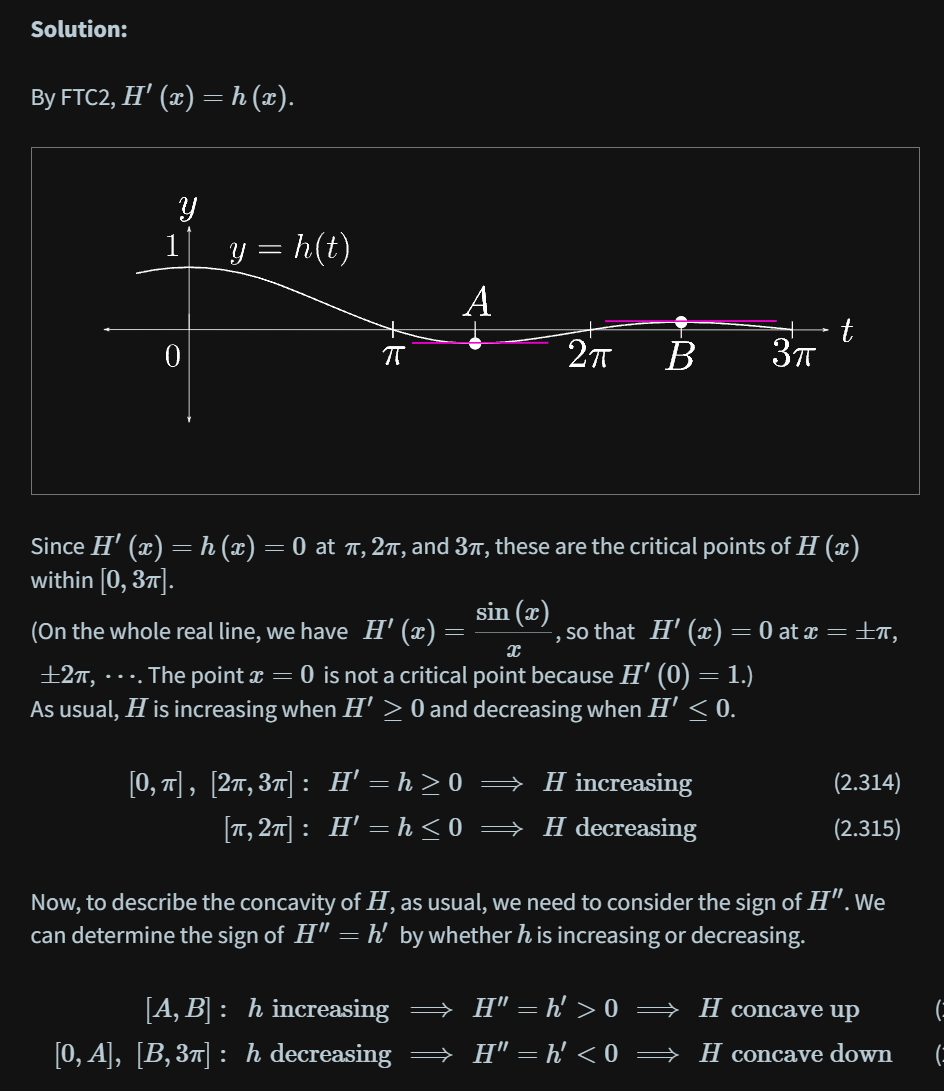 Solution:
By FTC2, H′ (x) = h (x).
y
1
y = h(t)
A
t
0
π
2π
B
3π
Since H′ (x) = h (x) = 0 at π, 2π, and 3π, these are the critical points of H (x)
within [0, 3π].
(On the whole real line, we have H′ (x) = sin (x) / x, so that H′ (x) = 0 at x = ±π,
±2π, ⋯. The point x = 0 is not a critical point because H′ (0) = 1.)
As usual, H is increasing when H′ ≥ 0 and decreasing when H′ ≤ 0.
[0, π], [2π, 3π] : H′ = h ≥ 0 ⟹ H increasing (2.314)
[π, 2π] : H′ = h ≤ 0 ⟹ H decreasing (2.315)
Now, to describe the concavity of H, as usual, we need to consider the sign of H″. We
can determine the sign of H″ = h′ by whether h is increasing or decreasing.
[A, B] : h increasing ⟹ H″ = h′ > 0 ⟹ H concave up
[0, A], [B, 3π] : h decreasing ⟹ H″ = h′ < 0 ⟹ H concave down